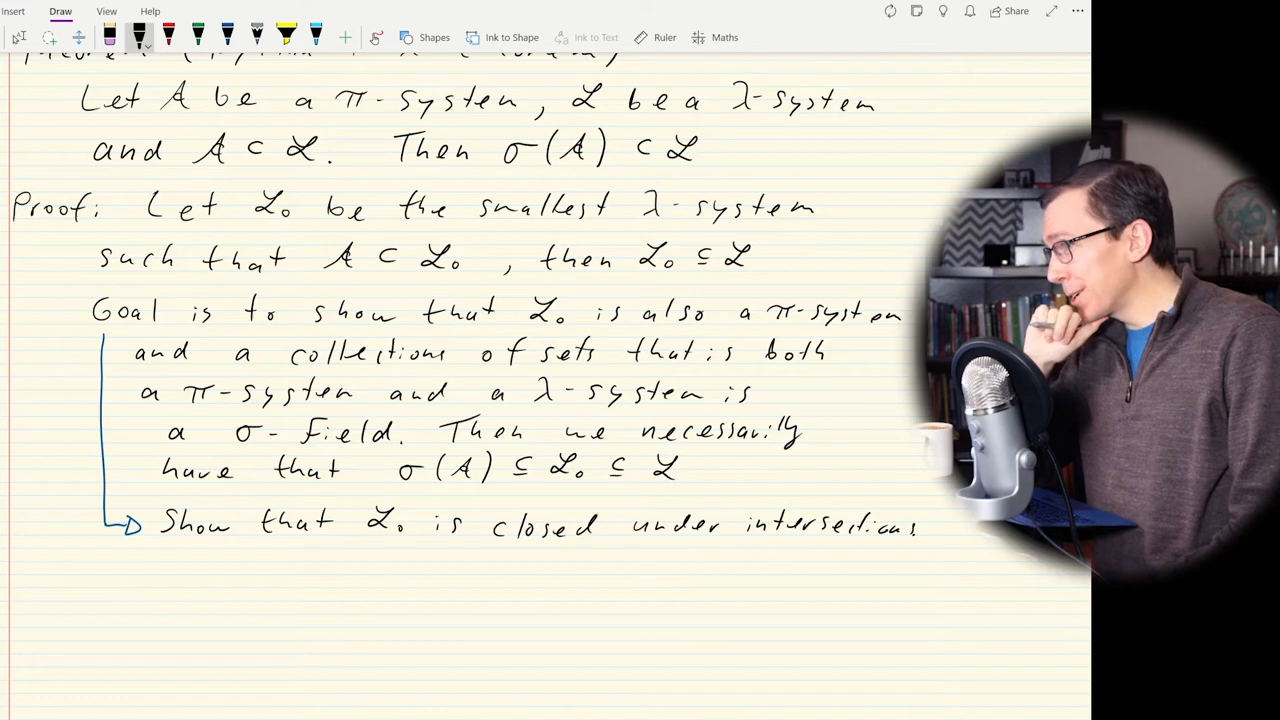 Insert Draw View Help Share
Shapes Ink to Shape Ink to Text Ruler Maths
Let A be a π-system, L be a λ-system
and A ⊂ L. Then σ(A) ⊂ L
Proof: Let L₀ be the smallest λ-system
such that A ⊂ L₀, then L₀ ⊆ L
Goal is to show that L₀ is also a π-system
and a collections of sets that is both
a π-system and a λ-system is
a σ-field. Then we necessarily
have that σ(A) ⊆ L₀ ⊆ L
Show that L₀ is closed under intersections.